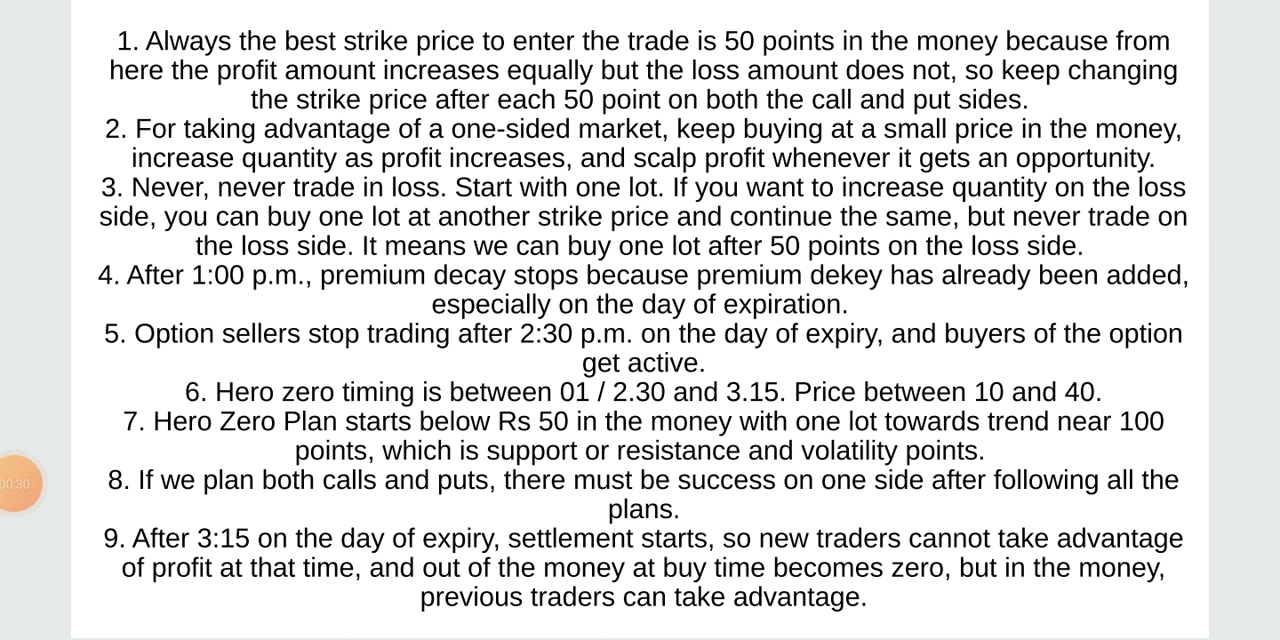 1. Always the best strike price to enter the trade is 50 points in the money because from
here the profit amount increases equally but the loss amount does not, so keep changing
the strike price after each 50 point on both the call and put sides.
2. For taking advantage of a one-sided market, keep buying at a small price in the money,
increase quantity as profit increases, and scalp profit whenever it gets an opportunity.
3. Never, never trade in loss. Start with one lot. If you want to increase quantity on the loss
side, you can buy one lot at another strike price and continue the same, but never trade on
the loss side. It means we can buy one lot after 50 points on the loss side.
4. After 1:00 p.m., premium decay stops because premium dekey has already been added,
especially on the day of expiration.
5. Option sellers stop trading after 2:30 p.m. on the day of expiry, and buyers of the option
get active.
6. Hero zero timing is between 01 / 2.30 and 3.15. Price between 10 and 40.
7. Hero Zero Plan starts below Rs 50 in the money with one lot towards trend near 100
points, which is support or resistance and volatility points.
00:30
8. If we plan both calls and puts, there must be success on one side after following all the
plans.
9. After 3:15 on the day of expiry, settlement starts, so new traders cannot take advantage
of profit at that time, and out of the money at buy time becomes zero, but in the money,
previous traders can take advantage.